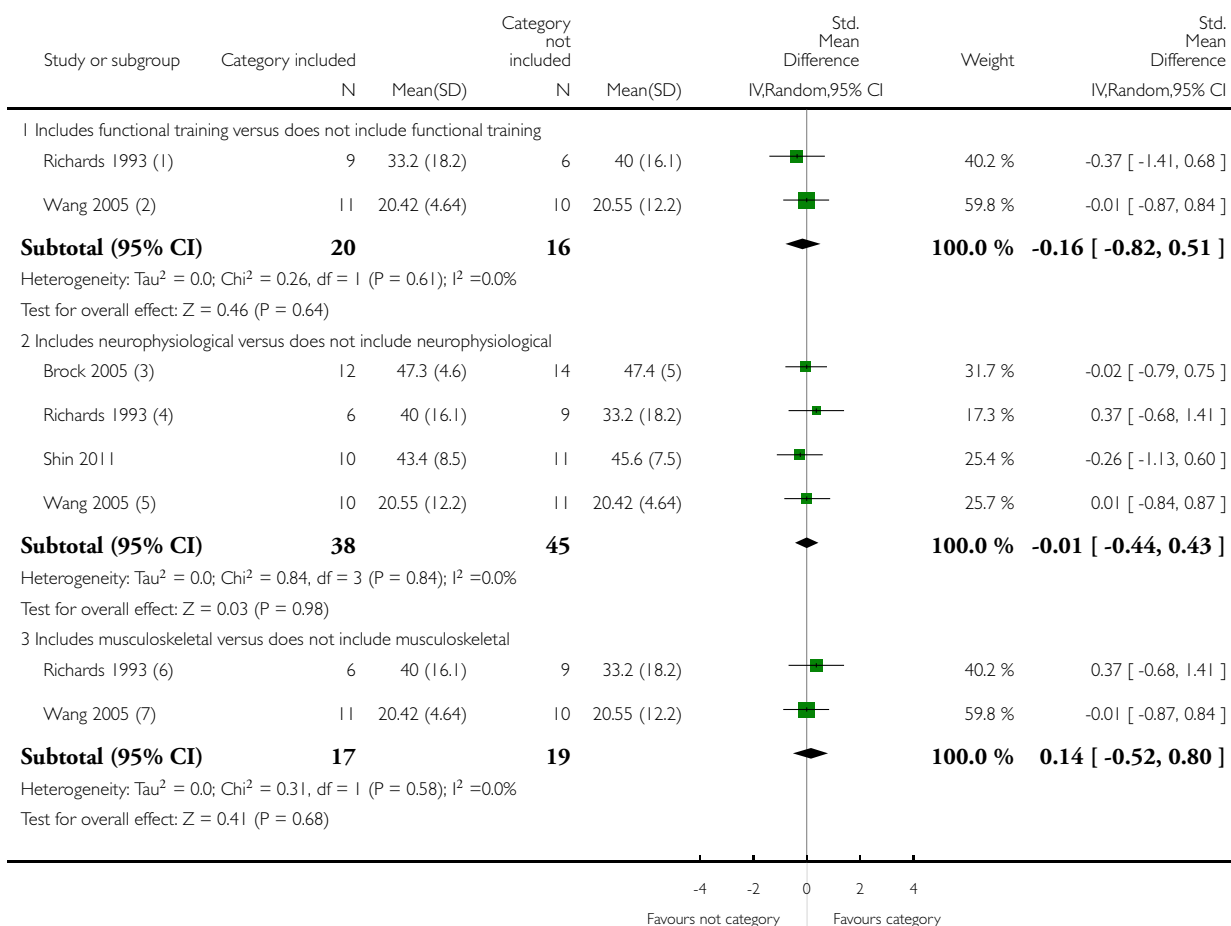 Study or subgroup Category included Category not included Std. Mean Difference Weight Std. Mean Difference
N Mean(SD) N Mean(SD) IV,Random,95% CI IV,Random,95% CI
1 Includes functional training versus does not include functional training
Richards 1993 (1) 9 33.2 (18.2) 6 40 (16.1) 40.2 % -0.37 [ -1.41, 0.68 ]
Wang 2005 (2) 11 20.42 (4.64) 10 20.55 (12.2) 59.8 % -0.01 [ -0.87, 0.84 ]
Subtotal (95% CI) 20 16 100.0 % -0.16 [ -0.82, 0.51 ]
Heterogeneity: Tau² = 0.0; Chi² = 0.26, df = 1 (P = 0.61); I² =0.0%
Test for overall effect: Z = 0.46 (P = 0.64)
2 Includes neurophysiological versus does not include neurophysiological
Brock 2005 (3) 12 47.3 (4.6) 14 47.4 (5) 31.7 % -0.02 [ -0.79, 0.75 ]
Richards 1993 (4) 6 40 (16.1) 9 33.2 (18.2) 17.3 % 0.37 [ -0.68, 1.41 ]
Shin 2011 10 43.4 (8.5) 11 45.6 (7.5) 25.4 % -0.26 [ -1.13, 0.60 ]
Wang 2005 (5) 10 20.55 (12.2) 11 20.42 (4.64) 25.7 % 0.01 [ -0.84, 0.87 ]
Subtotal (95% CI) 38 45 100.0 % -0.01 [ -0.44, 0.43 ]
Heterogeneity: Tau² = 0.0; Chi² = 0.84, df = 3 (P = 0.84); I² =0.0%
Test for overall effect: Z = 0.03 (P = 0.98)
3 Includes musculoskeletal versus does not include musculoskeletal
Richards 1993 (6) 6 40 (16.1) 9 33.2 (18.2) 40.2 % 0.37 [ -0.68, 1.41 ]
Wang 2005 (7) 11 20.42 (4.64) 10 20.55 (12.2) 59.8 % -0.01 [ -0.87, 0.84 ]
Subtotal (95% CI) 17 19 100.0 % 0.14 [ -0.52, 0.80 ]
Heterogeneity: Tau² = 0.0; Chi² = 0.31, df = 1 (P = 0.58); I² =0.0%
Test for overall effect: Z = 0.41 (P = 0.68)
-4 -2 0 2 4
Favours not category Favours category